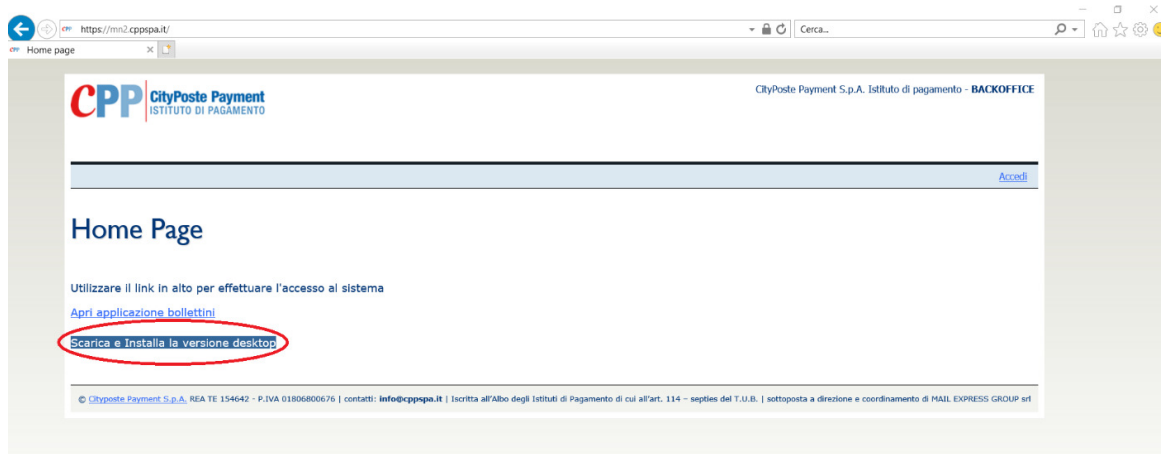 https://mn2.cppspa.it/
Cerca...
Home page
CPP CityPoste Payment
ISTITUTO DI PAGAMENTO
CityPoste Payment S.p.A. Istituto di pagamento - BACKOFFICE
Accedi
Home Page
Utilizzare il link in alto per effettuare l'accesso al sistema
Apri applicazione bollettini
Scarica e Installa la versione desktop
© Cityposte Payment S.p.A. REA TE 154642 - P.IVA 01806800676 | contatti: info@cppspa.it | Iscritta all'Albo degli Istituti di Pagamento di cui all'art. 114 – septies del T.U.B. | sottoposta a direzione e coordinamento di MAIL EXPRESS GROUP srl